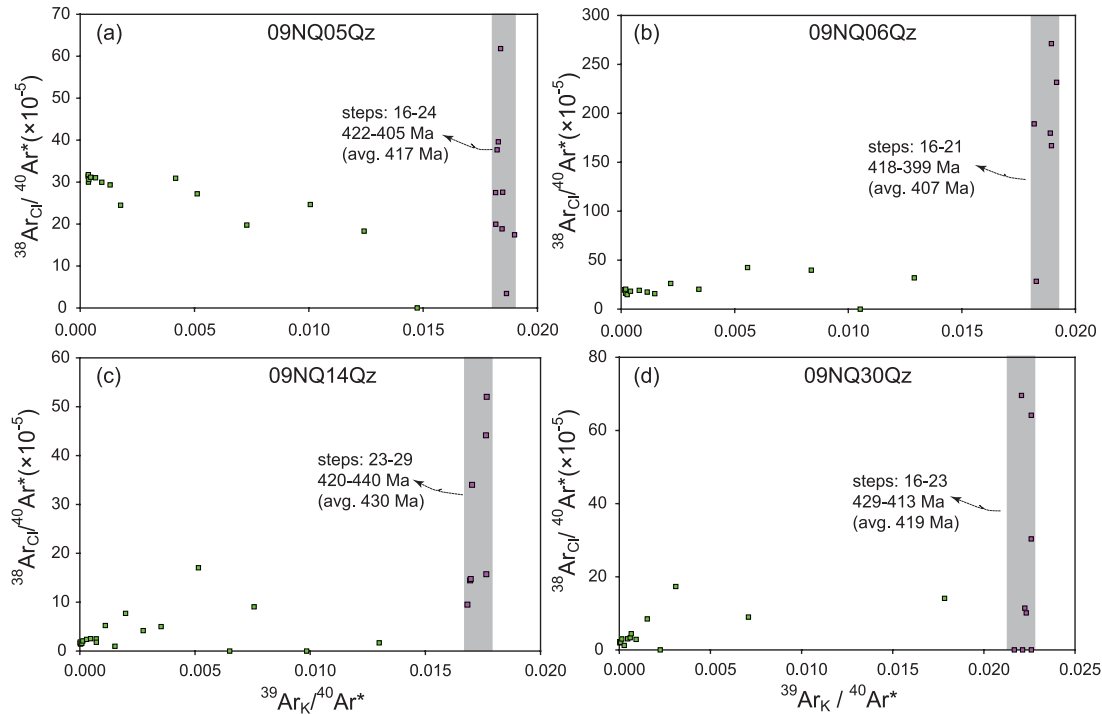 (a) 09NQ05Qz
³⁸Ar_Cl/ ⁴⁰Ar*(×10⁻⁵)
70
60
50
40
30
20
10
0
steps: 16-24
422-405 Ma
(avg. 417 Ma)
0.000 0.005 0.010 0.015 0.020
(b) 09NQ06Qz
³⁸Ar_Cl/⁴⁰Ar*(×10⁻⁵)
300
250
200
150
100
50
0
steps: 16-21
418-399 Ma
(avg. 407 Ma)
0.000 0.005 0.010 0.015 0.020
(c) 09NQ14Qz
³⁸Ar_Cl/⁴⁰Ar*(×10⁻⁵)
60
50
40
30
20
10
0
steps: 23-29
420-440 Ma
(avg. 430 Ma)
0.000 0.005 0.010 0.015 0.020
³⁹Ar_K/⁴⁰Ar*
(d) 09NQ30Qz
³⁸Ar_Cl/ ⁴⁰Ar*(×10⁻⁵)
80
60
40
20
0
steps: 16-23
429-413 Ma
(avg. 419 Ma)
0.000 0.005 0.010 0.015 0.020 0.025
³⁹Ar_K / ⁴⁰Ar*